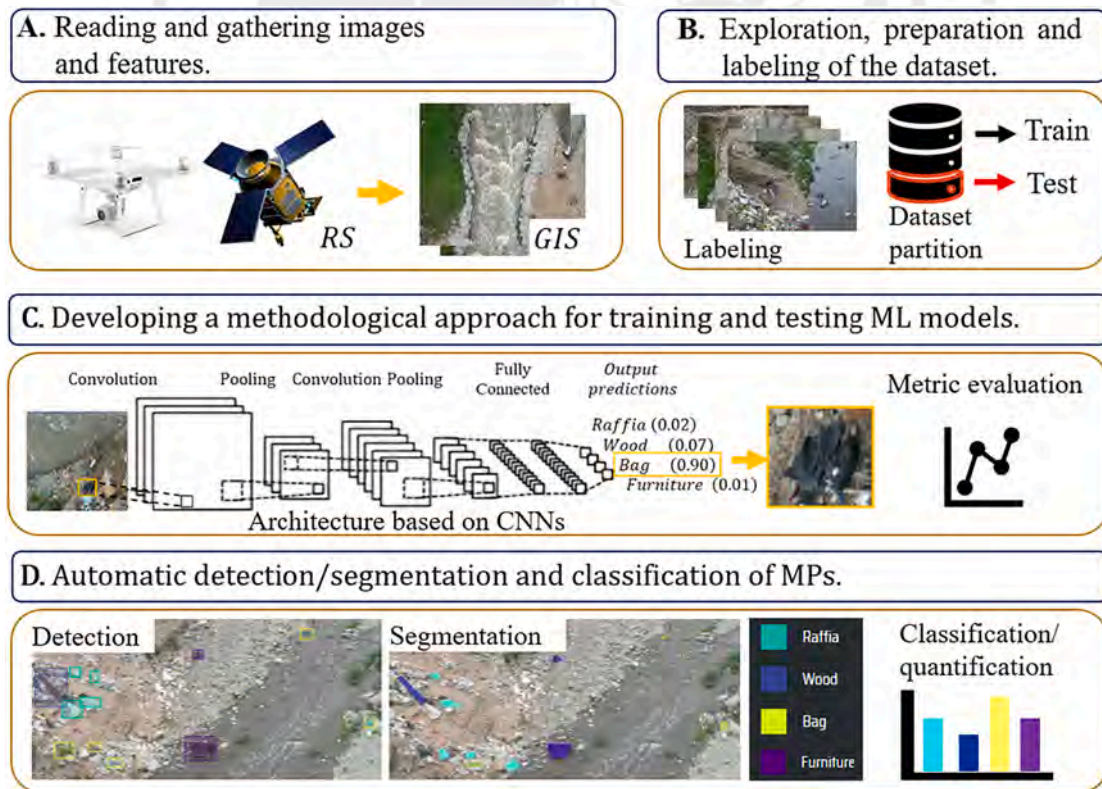 A. Reading and gathering images
and features.
B. Exploration, preparation and
labeling of the dataset.
RS
GIS
Labeling
Train
Test
Dataset
partition
C. Developing a methodological approach for training and testing ML models.
Convolution
Pooling
Convolution Pooling
Fully
Connected
Output
predictions
Raffia (0.02)
Wood (0.07)
Bag (0.90)
Furniture (0.01)
Architecture based on CNNs
Metric evaluation
D. Automatic detection/segmentation and classification of MPs.
Detection
Segmentation
Raffia
Wood
Bag
Furniture
Classification/
quantification